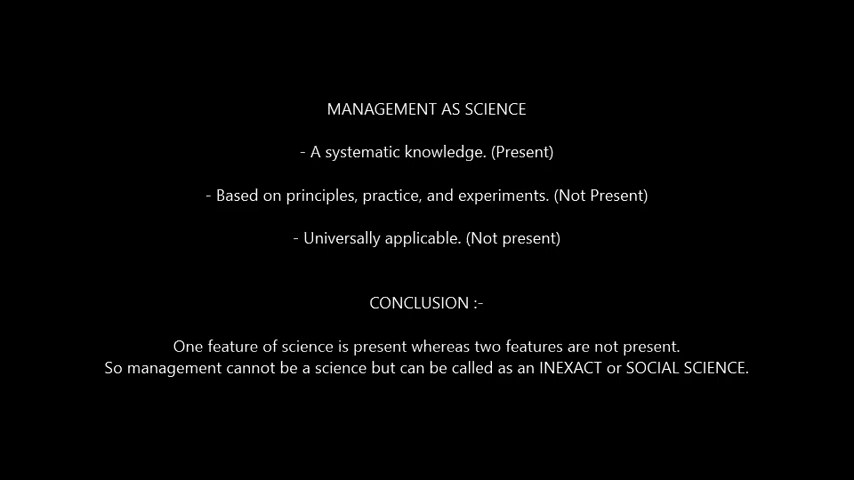 MANAGEMENT AS SCIENCE
- A systematic knowledge. (Present)
- Based on principles, practice, and experiments. (Not Present)
- Universally applicable. (Not present)
CONCLUSION :-
One feature of science is present whereas two features are not present.
So management cannot be a science but can be called as an INEXACT or SOCIAL SCIENCE.